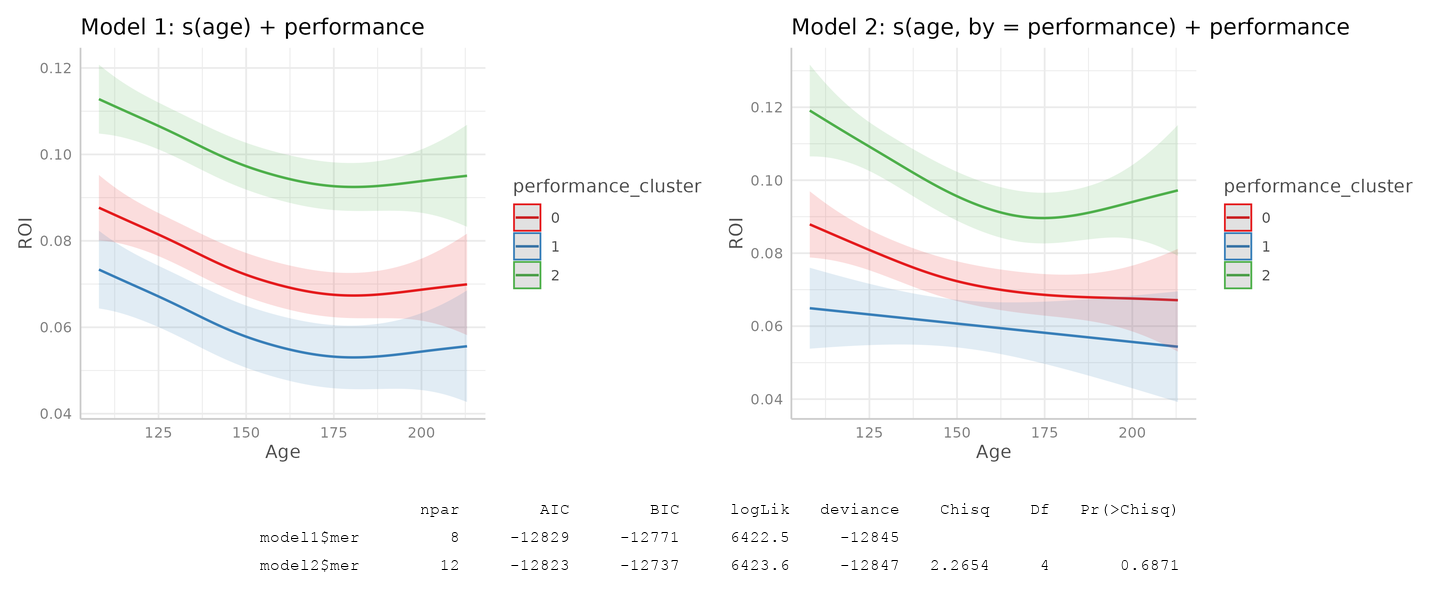 Model 1: s(age) + performance
0.12
0.10
0.08
0.06
0.04
ROI
125 150 175 200
Age
performance_cluster
0
1
2
Model 2: s(age, by = performance) + performance
0.12
0.10
0.08
0.06
0.04
ROI
125 150 175 200
Age
performance_cluster
0
1
2
npar AIC BIC logLik deviance Chisq Df Pr(>Chisq)
model1$mer 8 -12829 -12771 6422.5 -12845
model2$mer 12 -12823 -12737 6423.6 -12847 2.2654 4 0.6871